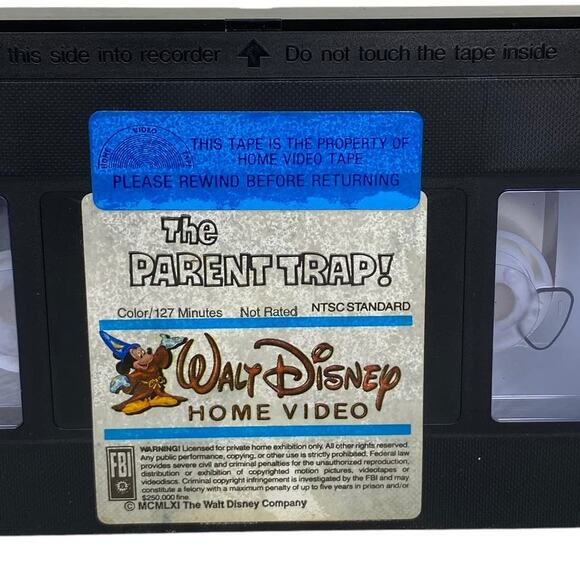 this side into recorder Do not touch the tape inside
HOME VIDEO TAPE
THIS TAPE IS THE PROPERTY OF
HOME VIDEO TAPE
PLEASE REWIND BEFORE RETURNING
The
PARENT TRAP!
Color/127 Minutes Not Rated NTSC STANDARD
WALT DISNEY
HOME VIDEO
FBI
WARNING! Licensed for private home exhibition only. All other rights reserved.
Any public performance, copying, or other use is strictly prohibited. Federal law
provides severe civil and criminal penalties for the unauthorized reproduction,
distribution or exhibition of copyrighted motion pictures, videotapes or
videodiscs. Criminal copyright infringement is investigated by the FBI and may
constitute a felony with a maximum penalty of up to five years in prison and/or
$250,000 fine.
© MCMLXI The Walt Disney Company